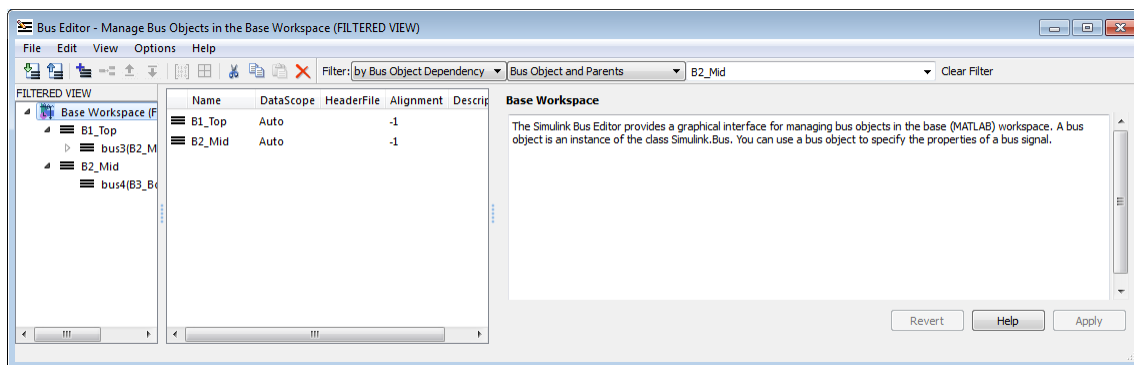 Bus Editor - Manage Bus Objects in the Base Workspace (FILTERED VIEW)
File Edit View Options Help
Filter: by Bus Object Dependency Bus Object and Parents B2_Mid Clear Filter
FILTERED VIEW
Base Workspace (F
B1_Top
bus3(B2_M
B2_Mid
bus4(B3_Bo
Name DataScope HeaderFile Alignment Descrip
B1_Top Auto -1
B2_Mid Auto -1
Base Workspace
The Simulink Bus Editor provides a graphical interface for managing bus objects in the base (MATLAB) workspace. A bus
object is an instance of the class Simulink.Bus. You can use a bus object to specify the properties of a bus signal.
Revert Help Apply